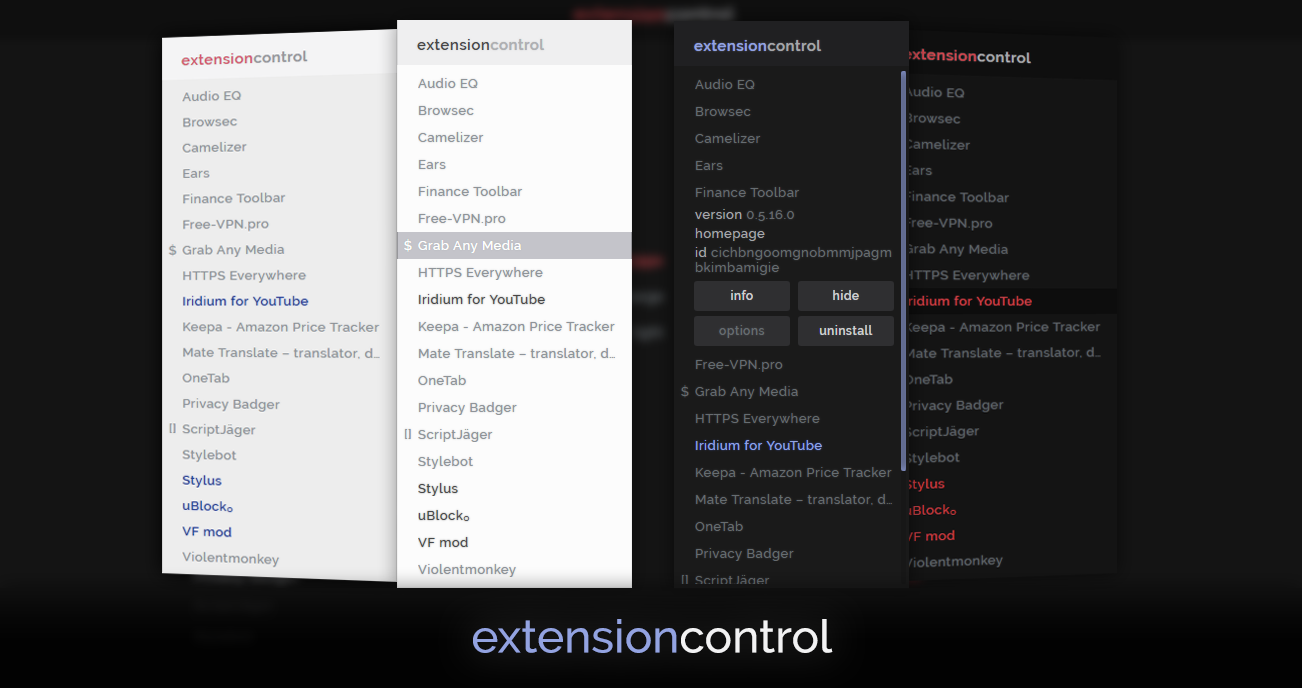 extensioncontrol
Audio EQ
Browsec
Camelizer
Ears
Finance Toolbar
Free-VPN.pro
$ Grab Any Media
HTTPS Everywhere
Iridium for YouTube
Keepa - Amazon Price Tracker
Mate Translate – translator, d...
OneTab
Privacy Badger
[] ScriptJäger
Stylebot
Stylus
uBlock₀
VF mod
Violentmonkey
extensioncontrol
Audio EQ
Browsec
Camelizer
Ears
Finance Toolbar
Free-VPN.pro
$ Grab Any Media
HTTPS Everywhere
Iridium for YouTube
Keepa - Amazon Price Tracker
Mate Translate – translator, d...
OneTab
Privacy Badger
[] ScriptJäger
Stylebot
Stylus
uBlock₀
VF mod
Violentmonkey
extensioncontrol
Audio EQ
Browsec
Camelizer
Ears
Finance Toolbar
version 0.5.16.0
homepage
id cichbngoomgnobmmjpagm
bkimbamigie
info hide
options uninstall
Free-VPN.pro
$ Grab Any Media
HTTPS Everywhere
Iridium for YouTube
Keepa - Amazon Price Tracker
Mate Translate – translator, d...
OneTab
Privacy Badger
[] ScriptJäger
extensioncontrol
Audio EQ
Browsec
Camelizer
Ears
Finance Toolbar
Free-VPN.pro
Grab Any Media
HTTPS Everywhere
Iridium for YouTube
Keepa - Amazon Price Tracker
Mate Translate – translator, d...
OneTab
Privacy Badger
ScriptJäger
Stylebot
Stylus
uBlock₀
VF mod
Violentmonkey
extensioncontrol